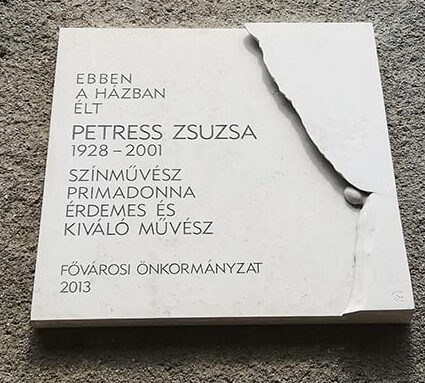 EBBEN
A HÁZBAN
ÉLT
PETRESS ZSUZSA
1928 – 2001
SZÍNMŰVÉSZ
PRIMADONNA
ÉRDEMES ÉS
KIVÁLÓ MŰVÉSZ
FŐVÁROSI ÖNKORMÁNYZAT
2013